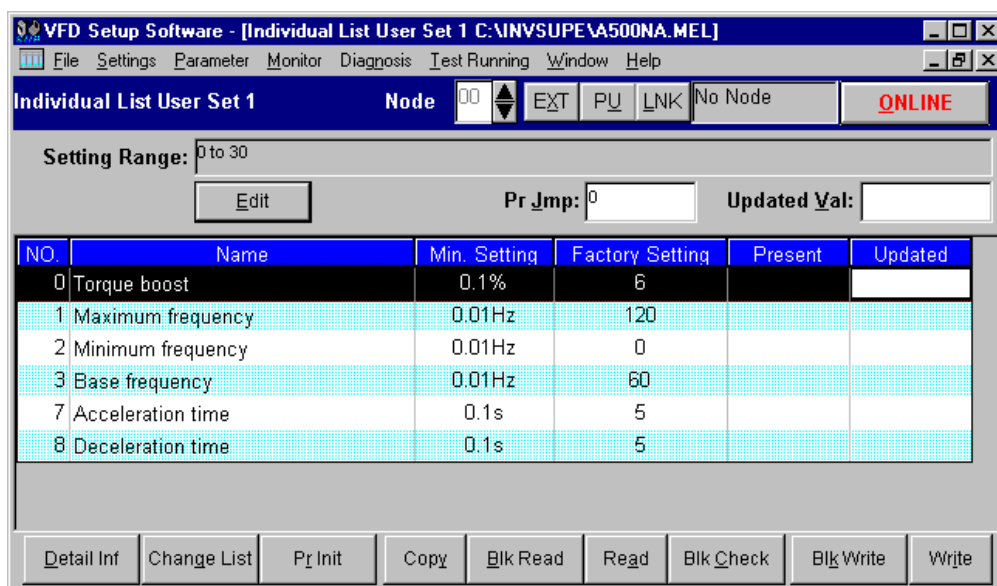 VFD Setup Software - [Individual List User Set 1 C:\INVSUPE\A500NA.MEL]
File Settings Parameter Monitor Diagnosis Test Running Window Help
Individual List User Set 1 Node 00 EXT PU LNK No Node ONLINE
Setting Range: 0 to 30
Edit Pr Jmp: 0 Updated Val:
NO. Name Min. Setting Factory Setting Present Updated
0 Torque boost 0.1% 6
1 Maximum frequency 0.01Hz 120
2 Minimum frequency 0.01Hz 0
3 Base frequency 0.01Hz 60
7 Acceleration time 0.1s 5
8 Deceleration time 0.1s 5
Detail Inf Change List Pr Init Copy Blk Read Read Blk Check Blk Write Write